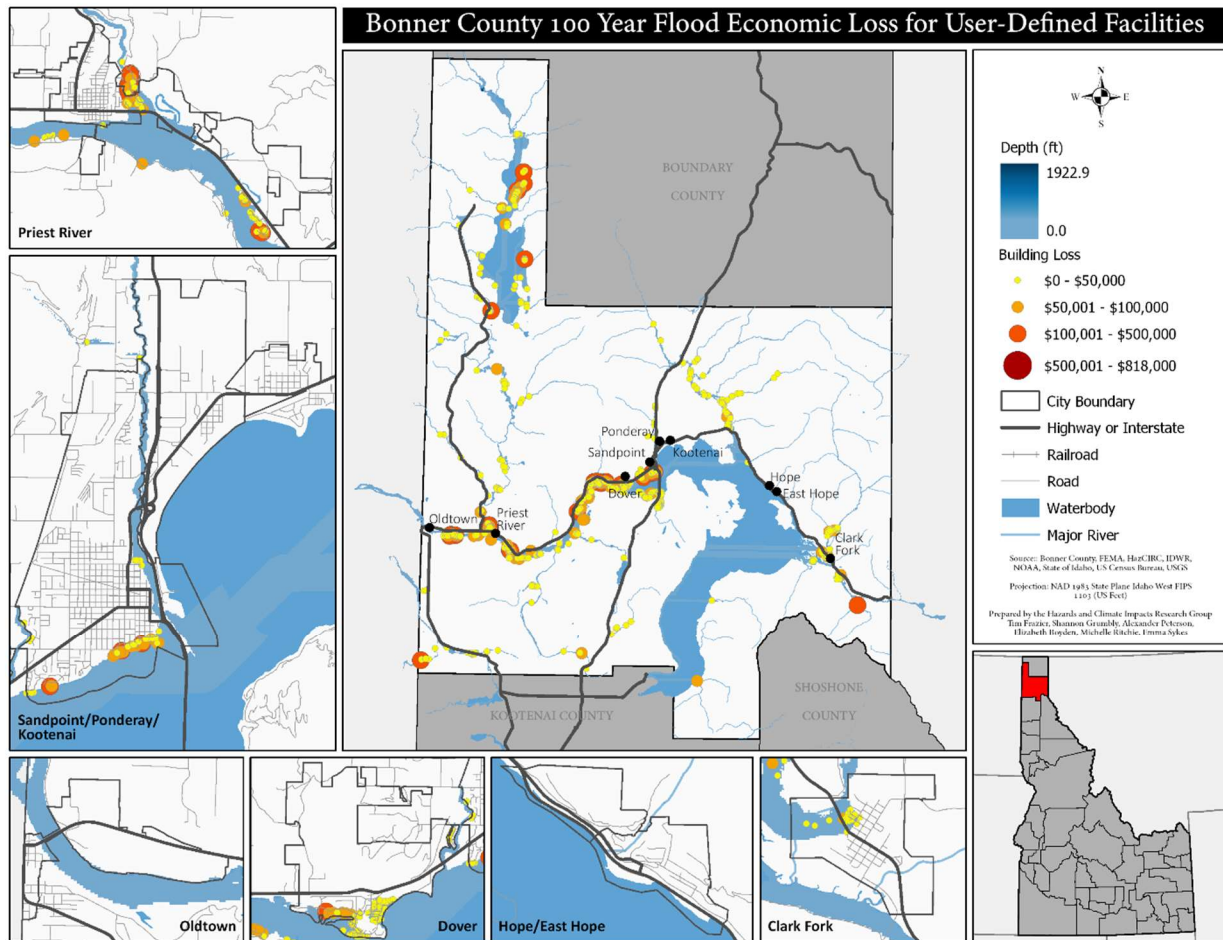 Bonner County 100 Year Flood Economic Loss for User-Defined Facilities
Priest River
Sandpoint/Ponderay/
Kootenai
BOUNDARY
COUNTY
Ponderay
Sandpoint
Kootenai
Dover
Hope
East Hope
Oldtown
Priest
River
Clark
Fork
KOOTENAI COUNTY
SHOSHONE
COUNTY
N
W
E
S
Depth (ft)
1922.9
0.0
Building Loss
$0 - $50,000
$50,001 - $100,000
$100,001 - $500,000
$500,001 - $818,000
City Boundary
Highway or Interstate
Railroad
Road
Waterbody
Major River
Source: Bonner County, FEMA, HazCIRC, IDWR,
NOAA, State of Idaho, US Census Bureau, USGS
Projection: NAD 1983 State Plane Idaho West FIPS
1103 (US Feet)
Prepared by the Hazards and Climate Impacts Research Group
Tim Frazier, Shannon Grumbly, Alexander Peterson,
Elizabeth Royden, Michelle Ritchie, Emma Sykes
Oldtown
Dover
Hope/East Hope
Clark Fork